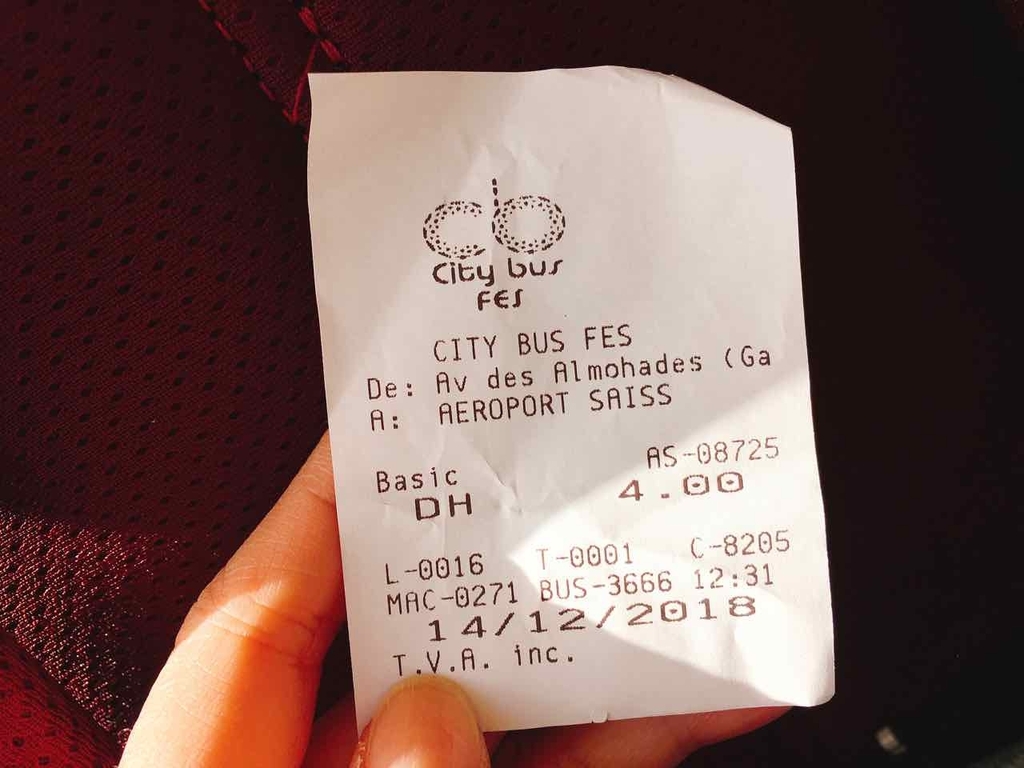 cb
City bus
FES
CITY BUS FES
De: Av des Almohades (Ga
A: AEROPORT SAISS
Basic AS-08725
DH 4.00
L-0016 T-0001 C-8205
MAC-0271 BUS-3666 12:31
14/12/2018
T.V.A. inc.